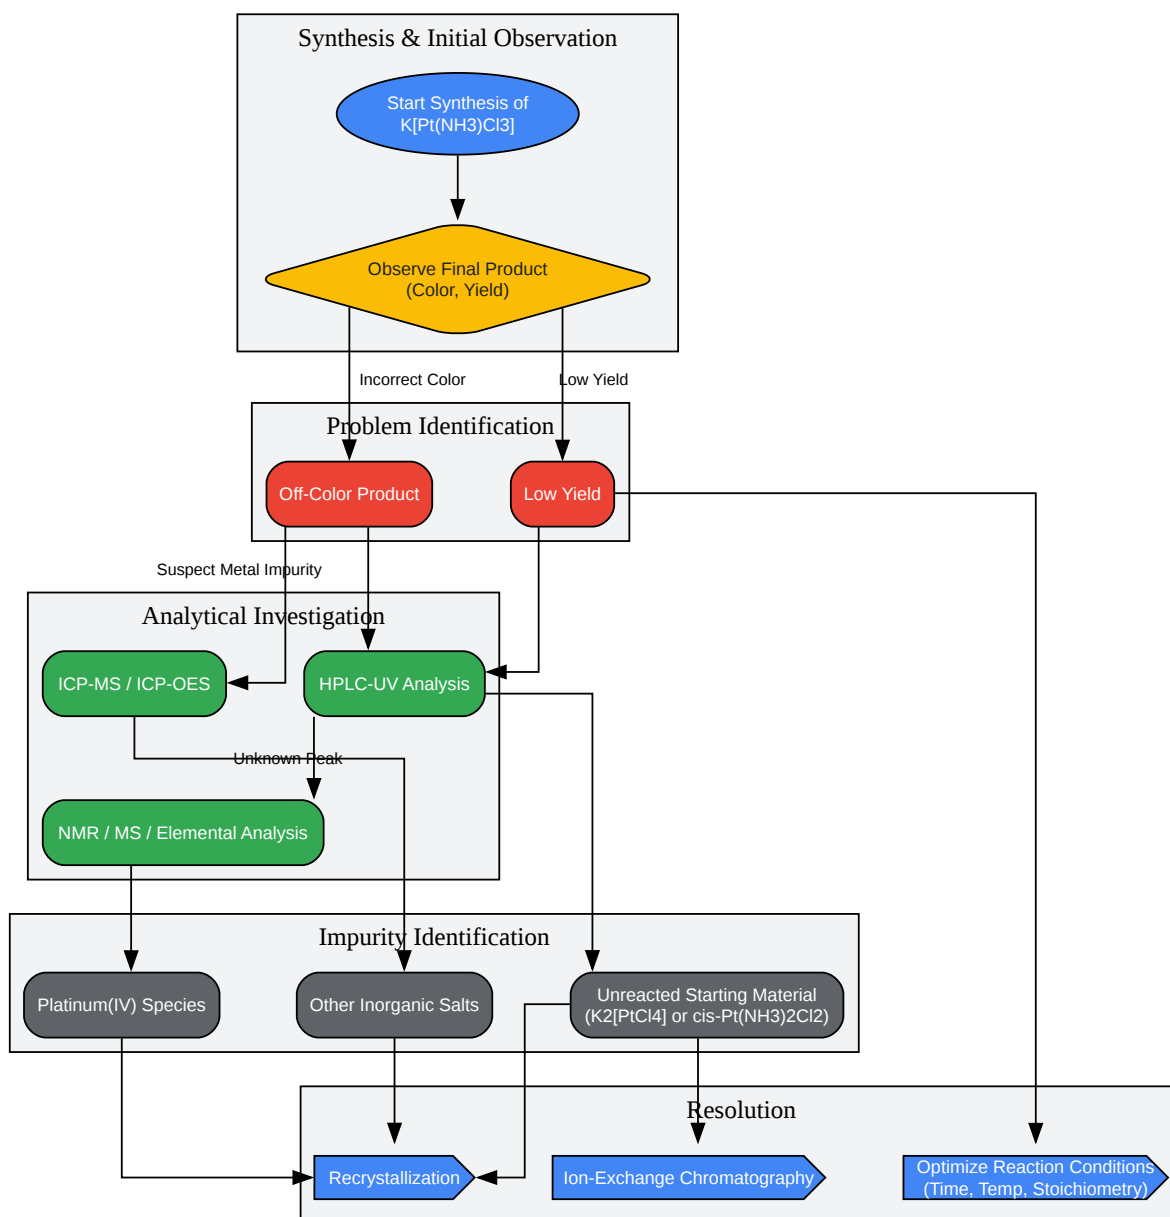 Synthesis & Initial Observation
Start Synthesis of
K[Pt(NH3)Cl3]
Observe Final Product
(Color, Yield)
Incorrect Color
Low Yield
Problem Identification
Off-Color Product
Low Yield
Suspect Metal Impurity
Analytical Investigation
ICP-MS / ICP-OES
HPLC-UV Analysis
Unknown Peak
NMR / MS / Elemental Analysis
Impurity Identification
Platinum(IV) Species
Other Inorganic Salts
Unreacted Starting Material
(K2[PtCl4] or cis-Pt(NH3)2Cl2)
Resolution
Recrystallization
Ion-Exchange Chromatography
Optimize Reaction Conditions
(Time, Temp, Stoichiometry)